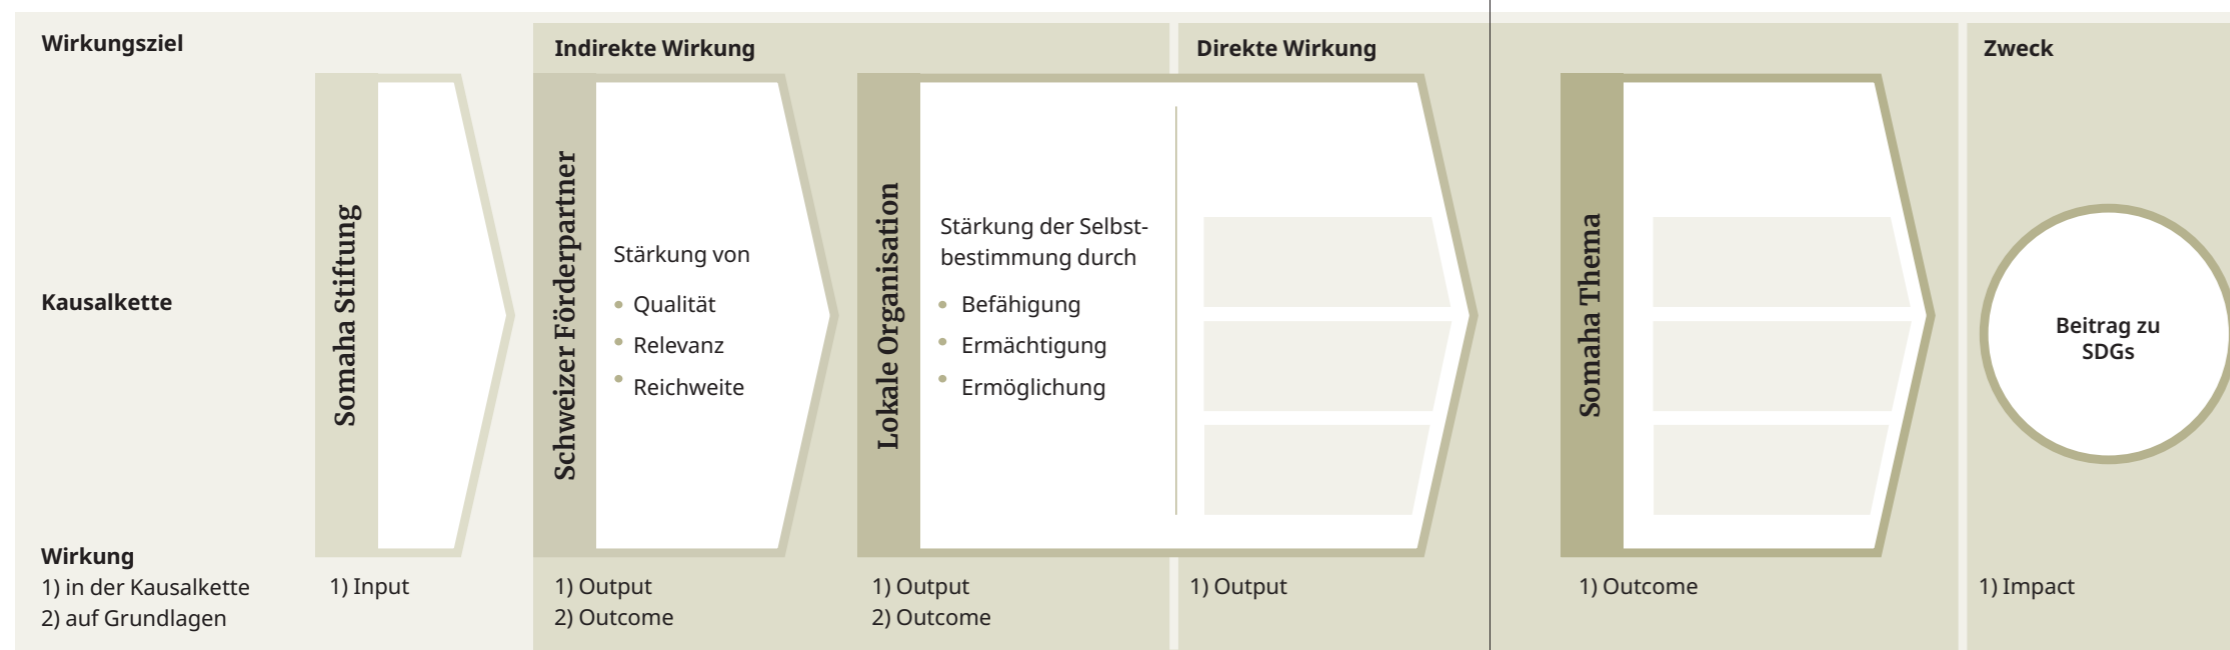 Wirkungsziel
Indirekte Wirkung
Direkte Wirkung
Zweck
Kausalkette
Somaha Stiftung
Schweizer Förderpartner
Stärkung von
• Qualität
• Relevanz
• Reichweite
Lokale Organisation
Stärkung der Selbst-
bestimmung durch
• Befähigung
• Ermächtigung
• Ermöglichung
Somaha Thema
Beitrag zu
SDGs
Wirkung
1) in der Kausalkette
2) auf Grundlagen
1) Input
1) Output
2) Outcome
1) Output
2) Outcome
1) Output
1) Outcome
1) Impact